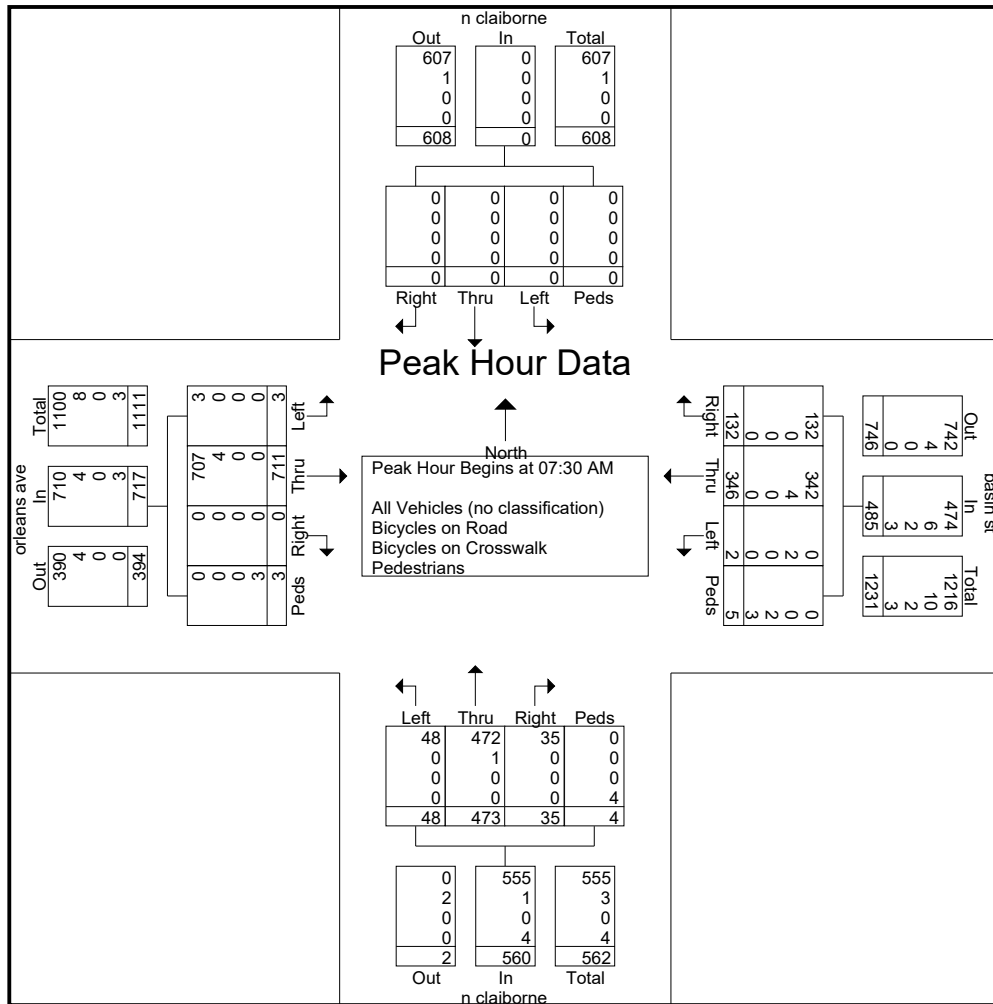 n claiborne
Out In Total
607 0 607
1 0 1
0 0 0
0 0 0
608 0 608
0 0 0 0
0 0 0 0
0 0 0 0
0 0 0 0
0 0 0 0
Right Thru Left Peds
Peak Hour Data
North
Peak Hour Begins at 07:30 AM
All Vehicles (no classification)
Bicycles on Road
Bicycles on Crosswalk
Pedestrians
orleans ave
Out In Total
390 710 1100
4 4 8
0 0 0
0 3 3
394 717 1111
Peds Right Thru Left
0 0 707 3
0 0 4 0
0 0 0 0
3 0 0 0
3 0 711 3
basin st
Out In Total
742 474 1216
4 6 10
0 2 2
0 3 3
746 485 1231
Right Thru Left Peds
132 342 0 0
0 4 2 0
0 0 0 2
0 0 0 3
132 346 2 5
Left Thru Right Peds
48 472 35 0
0 1 0 0
0 0 0 0
0 0 0 4
48 473 35 4
0 555 555
2 1 3
0 0 0
0 4 4
2 560 562
Out In Total
n claiborne